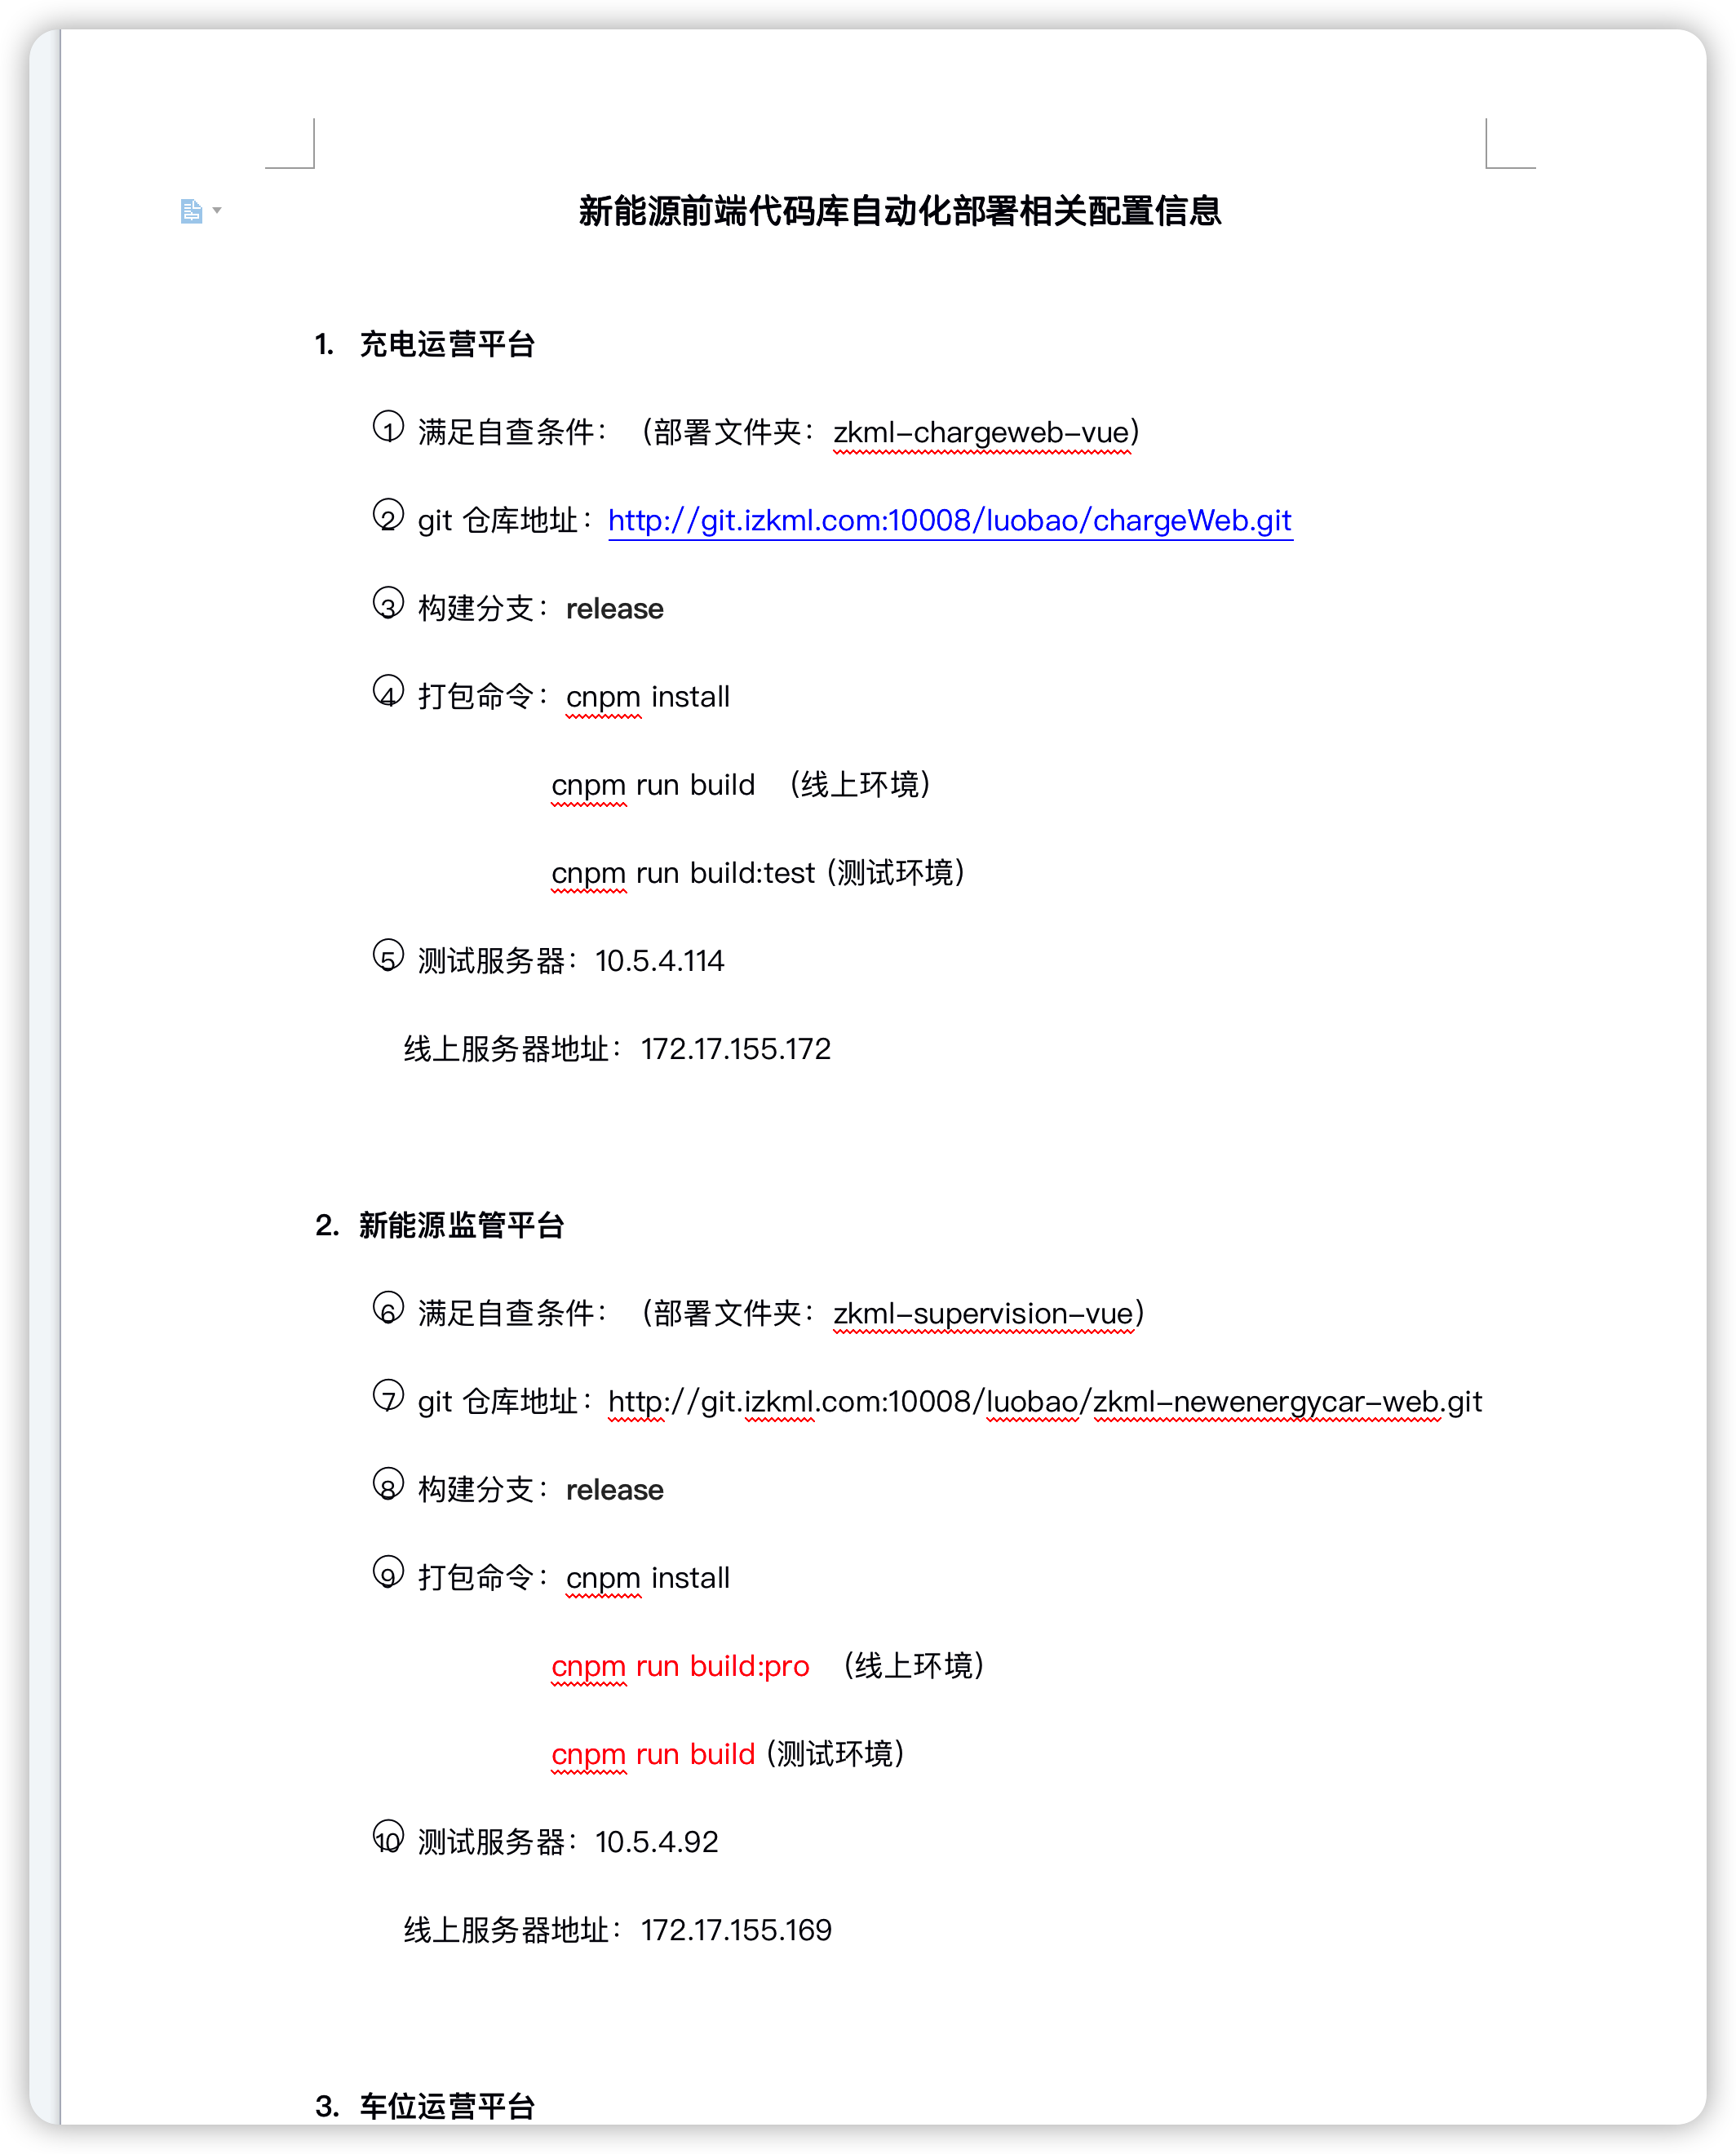 新能源前端代码库自动化部署相关配置信息
1. 充电运营平台
① 满足自查条件：（部署文件夹：zkml-chargeweb-vue）
② git 仓库地址：http://git.izkml.com:10008/luobao/chargeWeb.git
③ 构建分支：release
④ 打包命令：cnpm install
cnpm run build （线上环境）
cnpm run build:test (测试环境）
⑤ 测试服务器：10.5.4.114
线上服务器地址：172.17.155.172
2. 新能源监管平台
⑥ 满足自查条件：（部署文件夹：zkml-supervision-vue）
⑦ git 仓库地址：http://git.izkml.com:10008/luobao/zkml-newenergycar-web.git
⑧ 构建分支：release
⑨ 打包命令：cnpm install
cnpm run build:pro （线上环境）
cnpm run build (测试环境）
⑩ 测试服务器：10.5.4.92
线上服务器地址：172.17.155.169
3. 车位运营平台